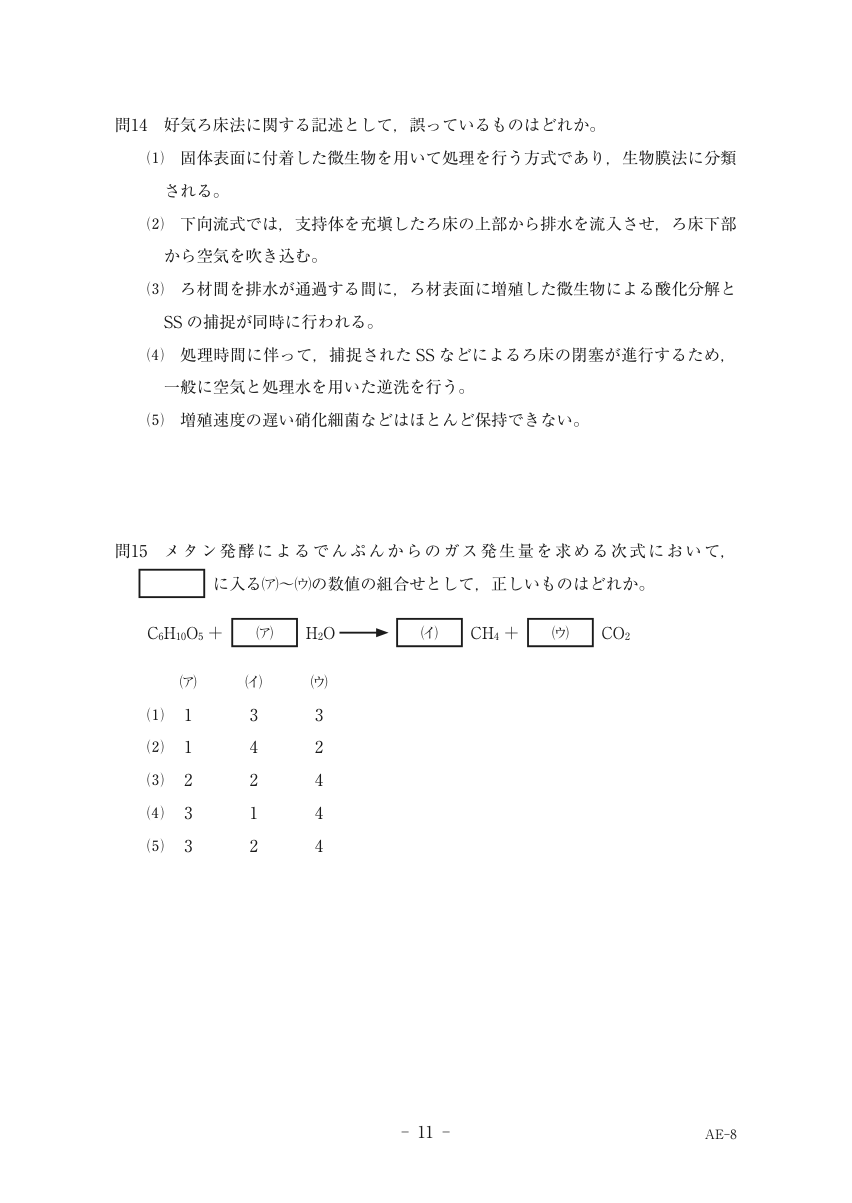 問14　好気ろ床法に関する記述として，誤っているものはどれか。
⑴　固体表面に付着した微生物を用いて処理を行う方式であり，生物膜法に分類
される。
⑵　下向流式では，支持体を充塡したろ床の上部から排水を流入させ，ろ床下部
から空気を吹き込む。
⑶　ろ材間を排水が通過する間に，ろ材表面に増殖した微生物による酸化分解と
SS の捕捉が同時に行われる。
⑷　処理時間に伴って，捕捉された SS などによるろ床の閉塞が進行するため，
一般に空気と処理水を用いた逆洗を行う。
⑸　増殖速度の遅い硝化細菌などはほとんど保持できない。
問15　メタン発酵によるでんぷんからのガス発生量を求める次式において，
に入る㋐～㋒の数値の組合せとして，正しいものはどれか。
C6H10O5 ＋ (ア) H2O → (イ) CH4 ＋ (ウ) CO2
(ア)　(イ)　(ウ)
⑴　1　3　3
⑵　1　4　2
⑶　2　2　4
⑷　3　1　4
⑸　3　2　4
－ 11 －
AE-8